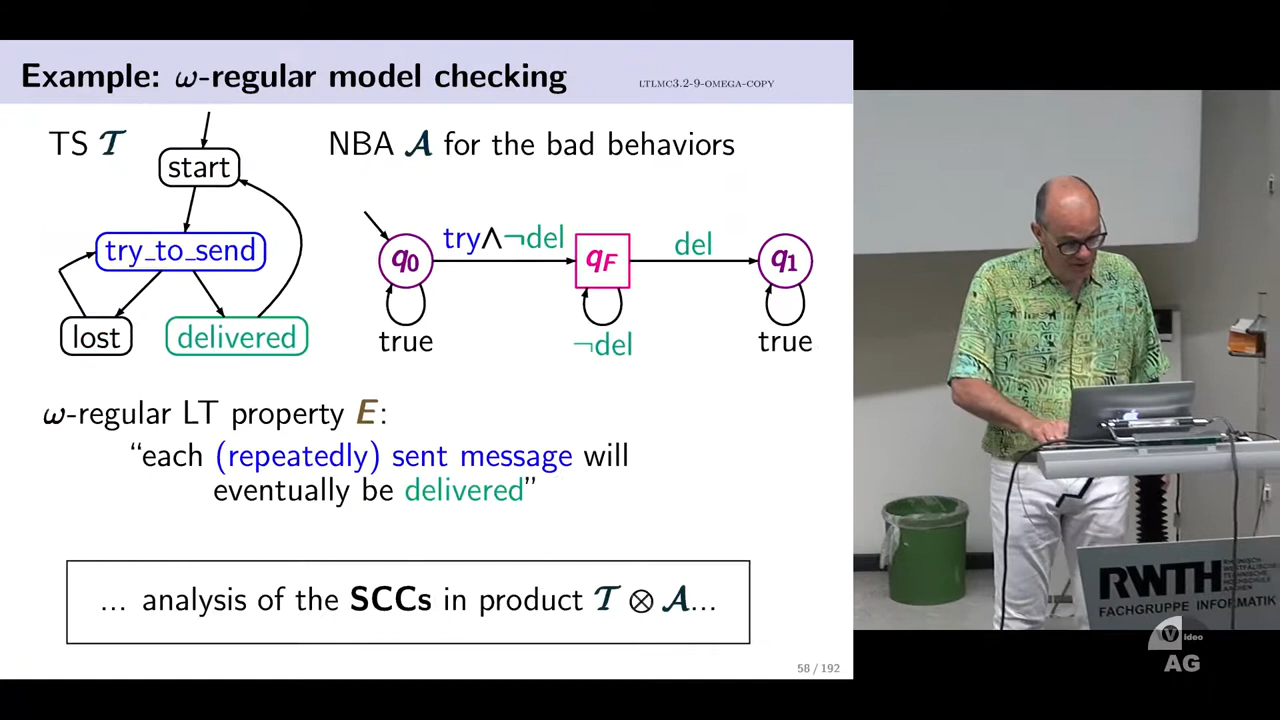 Example: ω-regular model checking
LTLMC3.2-9-OMEGA-COPY
TS 𝒯
NBA 𝒜 for the bad behaviors
start
try_to_send
lost
delivered
q0
try∧¬del
qF
del
q1
true
¬del
true
ω-regular LT property E:
“each (repeatedly) sent message will
eventually be delivered”
... analysis of the SCCs in product 𝒯 ⊗ 𝒜...
58 / 192
RWTH
FACHGRUPPE INFORMATIK
Video
AG